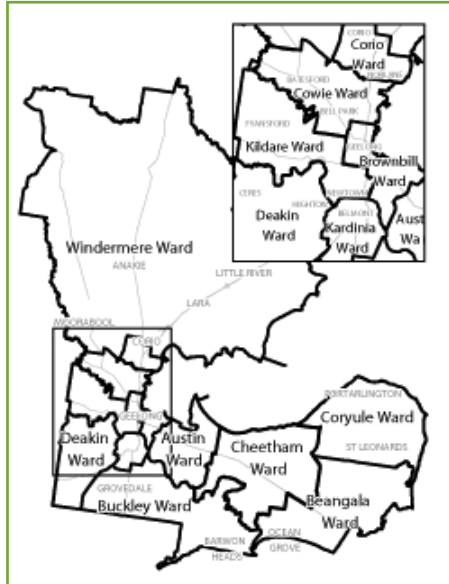 CORIO
Corio
Ward
NORLANE
BATESFORD
Cowie Ward
BELL PARK
FYANSFORD
GEELONG
Kildare Ward
Brownbill
Ward
CERES
NEWTOWN
HIGHTON
BELMONT
Deakin
Ward
Kardinia
Ward
Aust
Wa
Windermere Ward
ANAKIE
LITTLE RIVER
LARA
MOORABOOL
CORIO
GEELONG
Deakin
Ward
Austin
Ward
Cheetham
Ward
PORTARLINGTON
Coryule Ward
ST LEONARDS
GROVEDALE
Buckley Ward
Beangala
Ward
BARWON
HEADS
OCEAN
GROVE